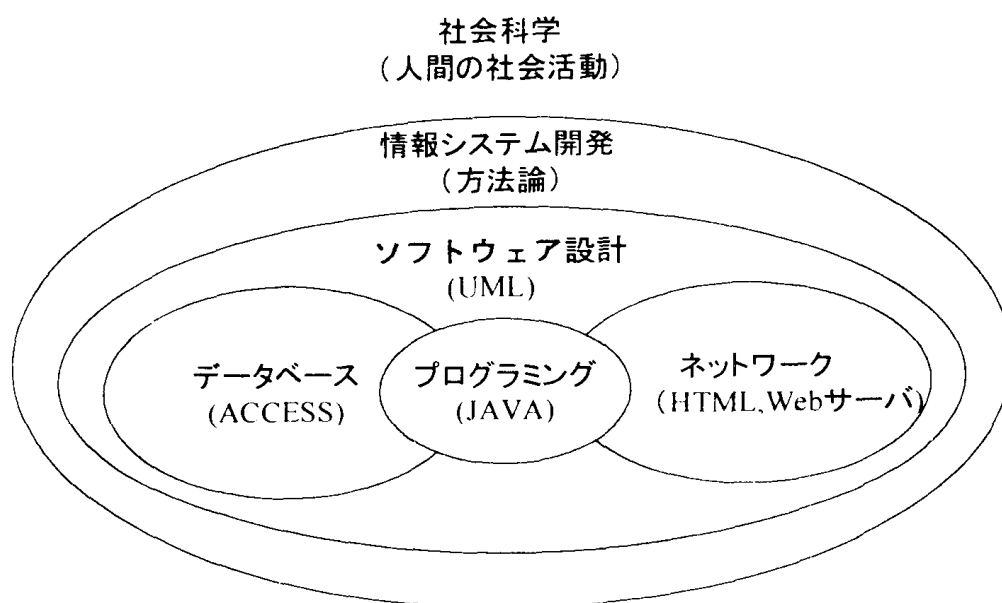 社会科学
(人間の社会活動)
情報システム開発
(方法論)
ソフトウェア設計
(UML)
データベース
(ACCESS)
プログラミング
(JAVA)
ネットワーク
(HTML,Webサーバ)